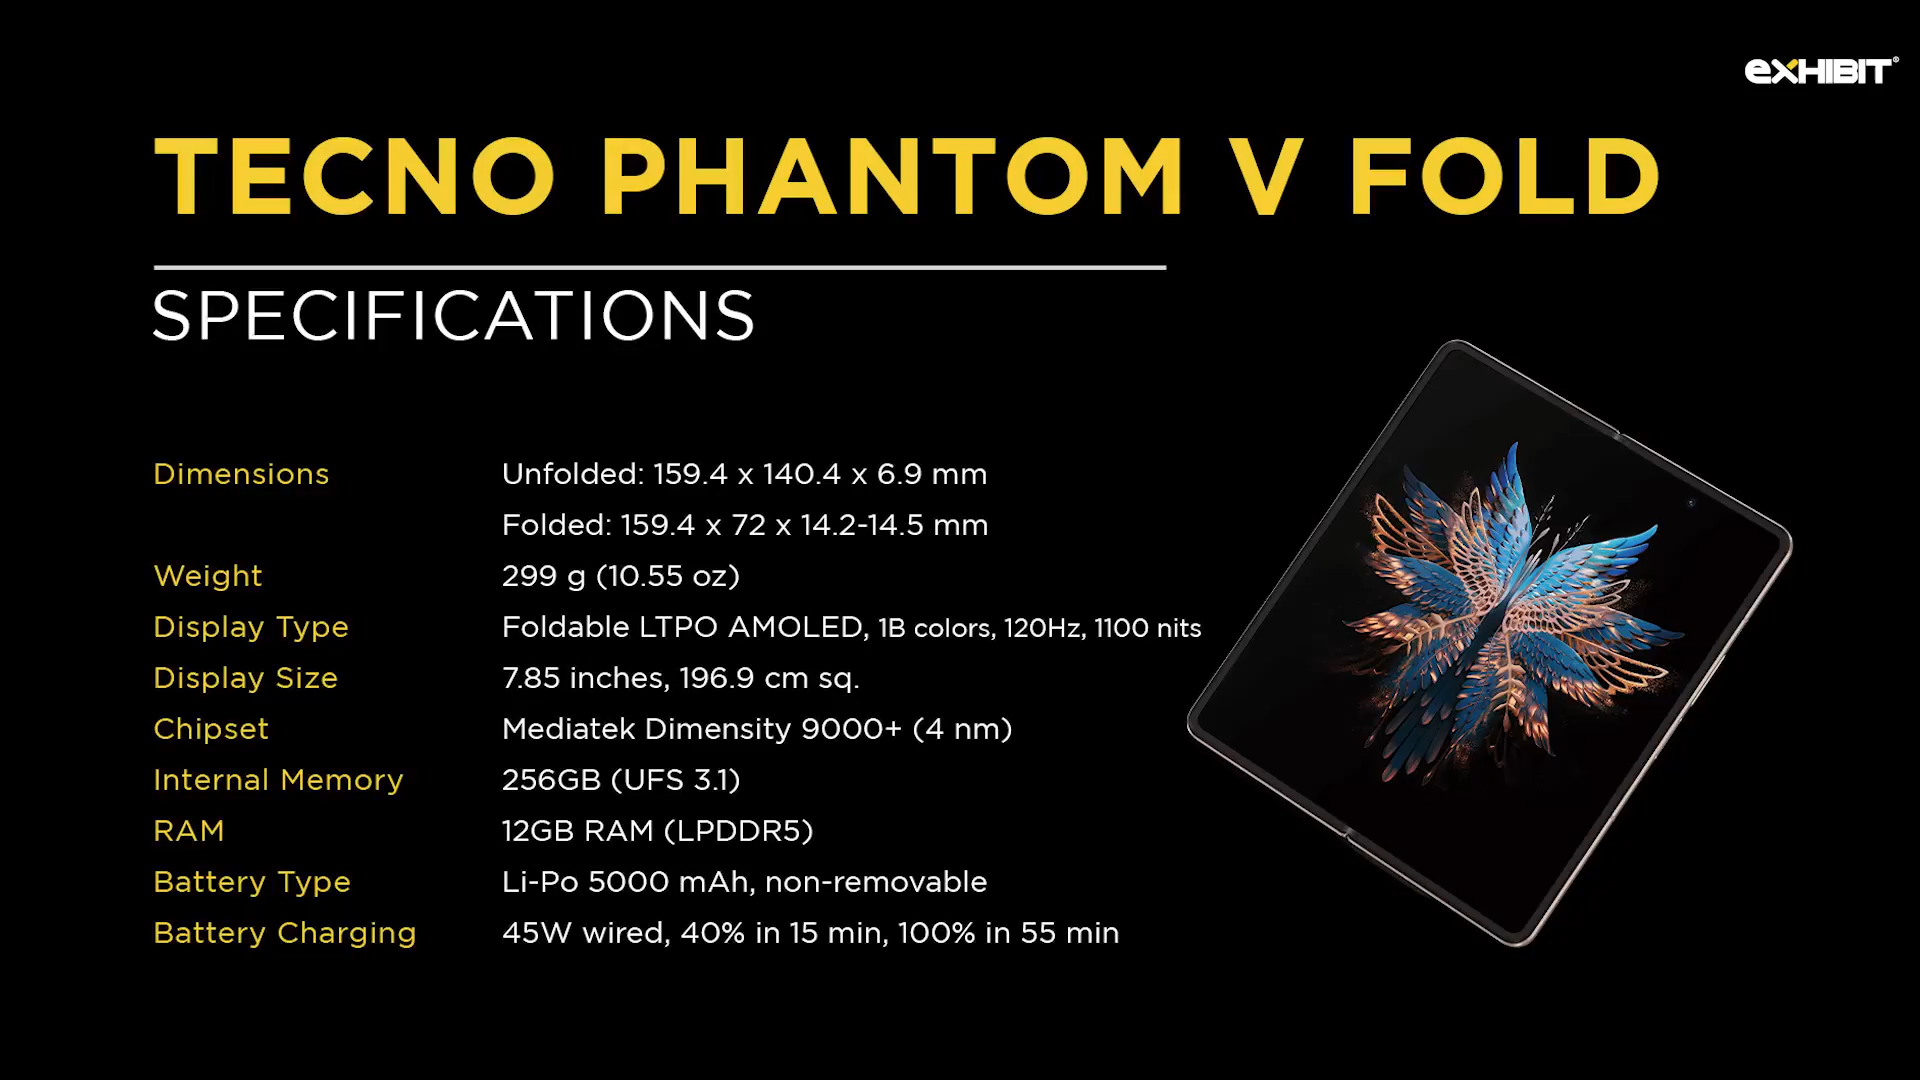 eXHIBIT®
TECNO PHANTOM V FOLD
SPECIFICATIONS
Dimensions Unfolded: 159.4 x 140.4 x 6.9 mm
Folded: 159.4 x 72 x 14.2-14.5 mm
Weight 299 g (10.55 oz)
Display Type Foldable LTPO AMOLED, 1B colors, 120Hz, 1100 nits
Display Size 7.85 inches, 196.9 cm sq.
Chipset Mediatek Dimensity 9000+ (4 nm)
Internal Memory 256GB (UFS 3.1)
RAM 12GB RAM (LPDDR5)
Battery Type Li-Po 5000 mAh, non-removable
Battery Charging 45W wired, 40% in 15 min, 100% in 55 min